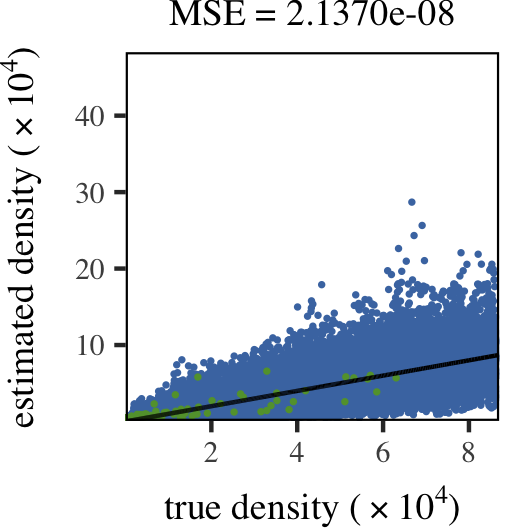 MSE = 2.1370e-08
estimated density ( × 10⁴)
40
30
20
10
2 4 6 8
true density ( × 10⁴)